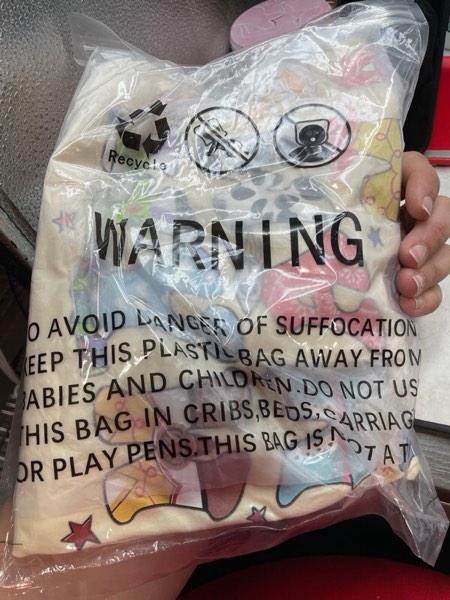 Recycle
WARNING
O AVOID DANGER OF SUFFOCATION
EEP THIS PLASTIC BAG AWAY FROM
BABIES AND CHILDREN.DO NOT US
THIS BAG IN CRIBS,BEDS,CARRIAG
OR PLAY PENS.THIS BAG IS NOT A T